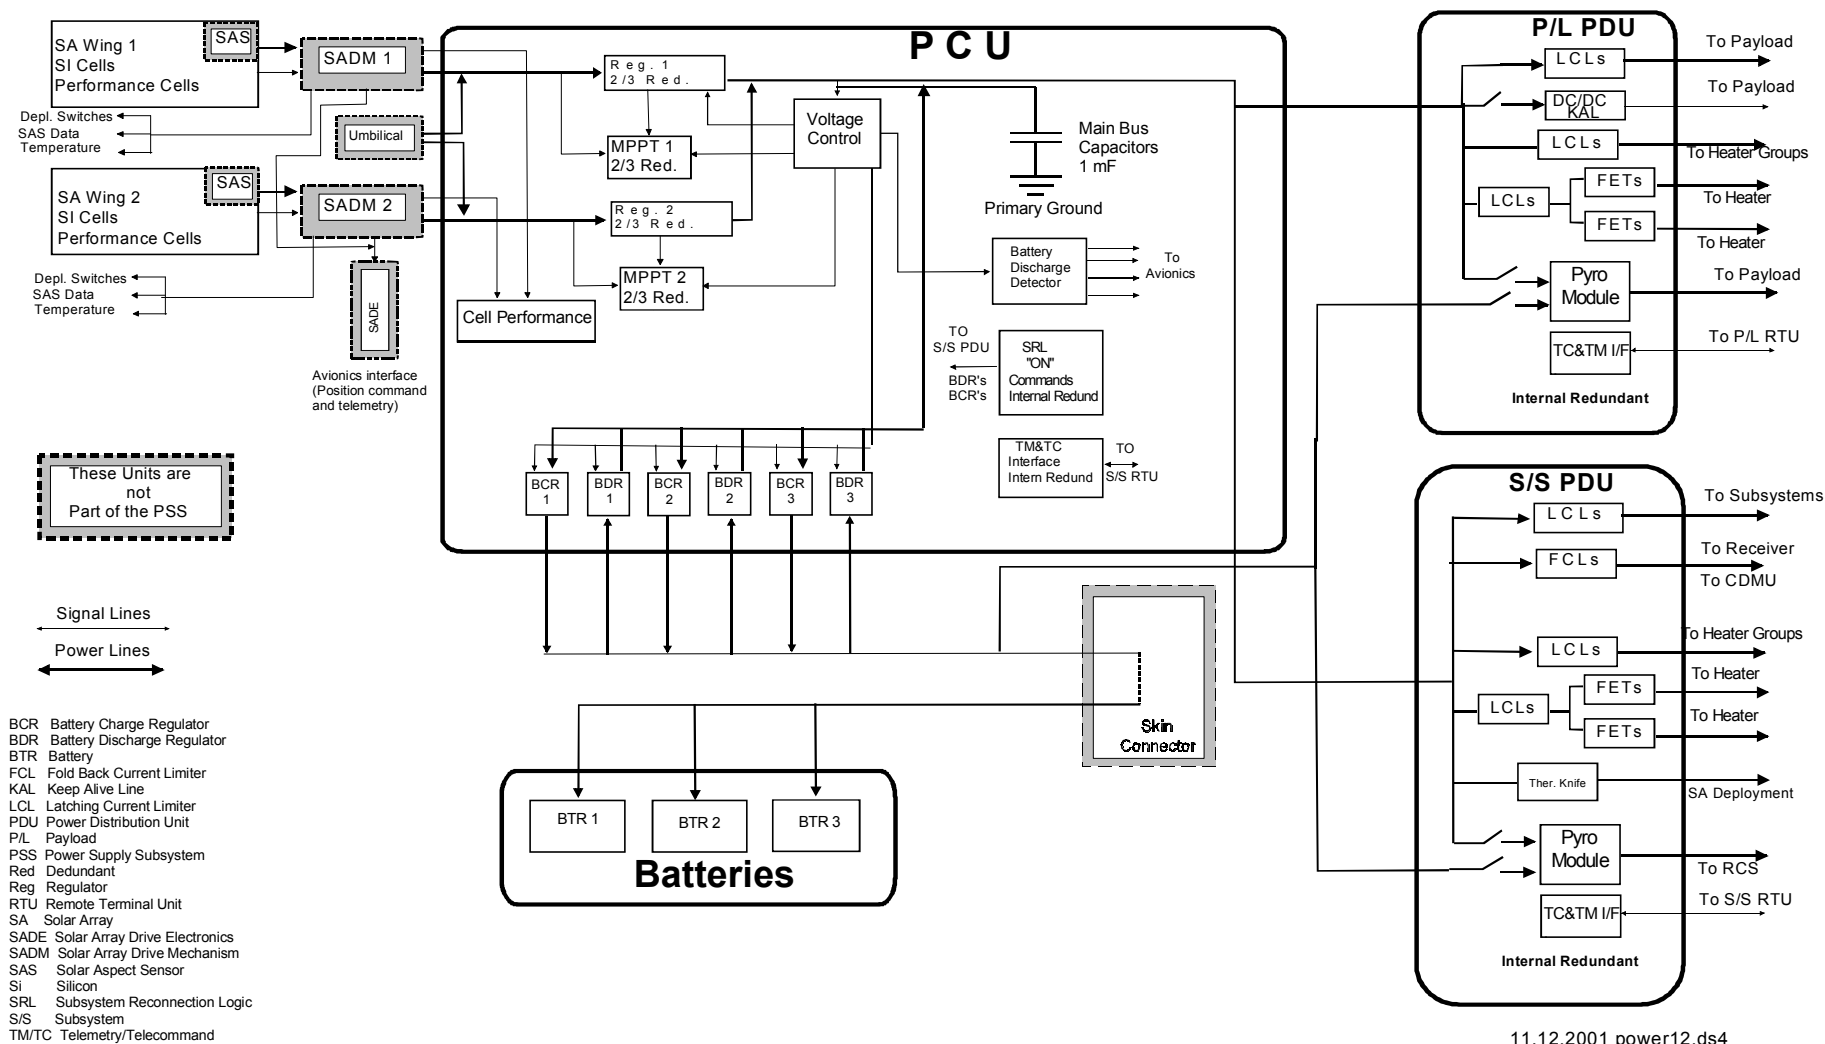 SAS
SA Wing 1
SI Cells
Performance Cells
SADM 1
Depl. Switches
SAS Data
Temperature
Umbilical
SAS
SA Wing 2
SI Cells
Performance Cells
SADM 2
Depl. Switches
SAS Data
Temperature
SADE
Avionics interface
(Position command
and telemetry)
These Units are
not
Part of the PSS
Signal Lines
Power Lines
BCR Battery Charge Regulator
BDR Battery Discharge Regulator
BTR Battery
FCL Fold Back Current Limiter
KAL Keep Alive Line
LCL Latching Current Limiter
PDU Power Distribution Unit
P/L Payload
PSS Power Supply Subsystem
Red Dedundant
Reg Regulator
RTU Remote Terminal Unit
SA Solar Array
SADE Solar Array Drive Electronics
SADM Solar Array Drive Mechanism
SAS Solar Aspect Sensor
Si Silicon
SRL Subsystem Reconnection Logic
S/S Subsystem
TM/TC Telemetry/Telecommand
P C U
Reg. 1
2/3 Red.
MPPT 1
2/3 Red.
Voltage
Control
Main Bus
Capacitors
1 mF
Primary Ground
Reg. 2
2/3 Red.
MPPT 2
2/3 Red.
Cell Performance
Battery
Discharge
Detector
To
Avionics
TO
S/S PDU
BDR's
BCR's
SRL
"ON"
Commands
Internal Redund
TM&TC
Interface
Intern Redund
TO
S/S RTU
BCR
1
BDR
1
BCR
2
BDR
2
BCR
3
BDR
3
Skin
Connector
BTR 1
BTR 2
BTR 3
Batteries
P/L PDU
LCLs
To Payload
DC/DC
KAL
To Payload
LCLs
To Heater Groups
LCLs
FETs
To Heater
FETs
To Heater
Pyro
Module
To Payload
TC&TM I/F
To P/L RTU
Internal Redundant
S/S PDU
LCLs
To Subsystems
FCLs
To Receiver
To CDMU
LCLs
To Heater Groups
LCLs
FETs
To Heater
FETs
To Heater
Ther. Knife
SA Deployment
Pyro
Module
To RCS
TC&TM I/F
To S/S RTU
Internal Redundant
11.12.2001 power12.ds4